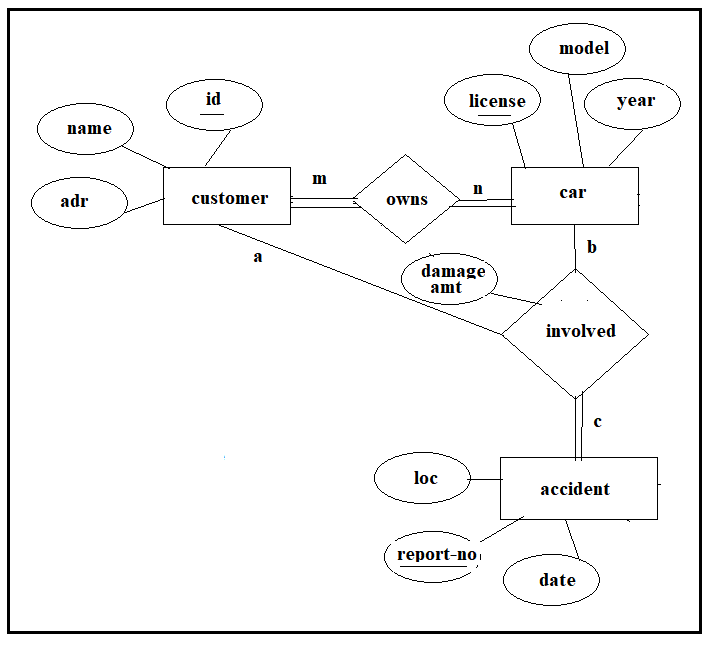 model
id
license
year
name
m
n
adr
customer
owns
car
a
b
damage
amt
involved
c
loc
accident
report-no
date